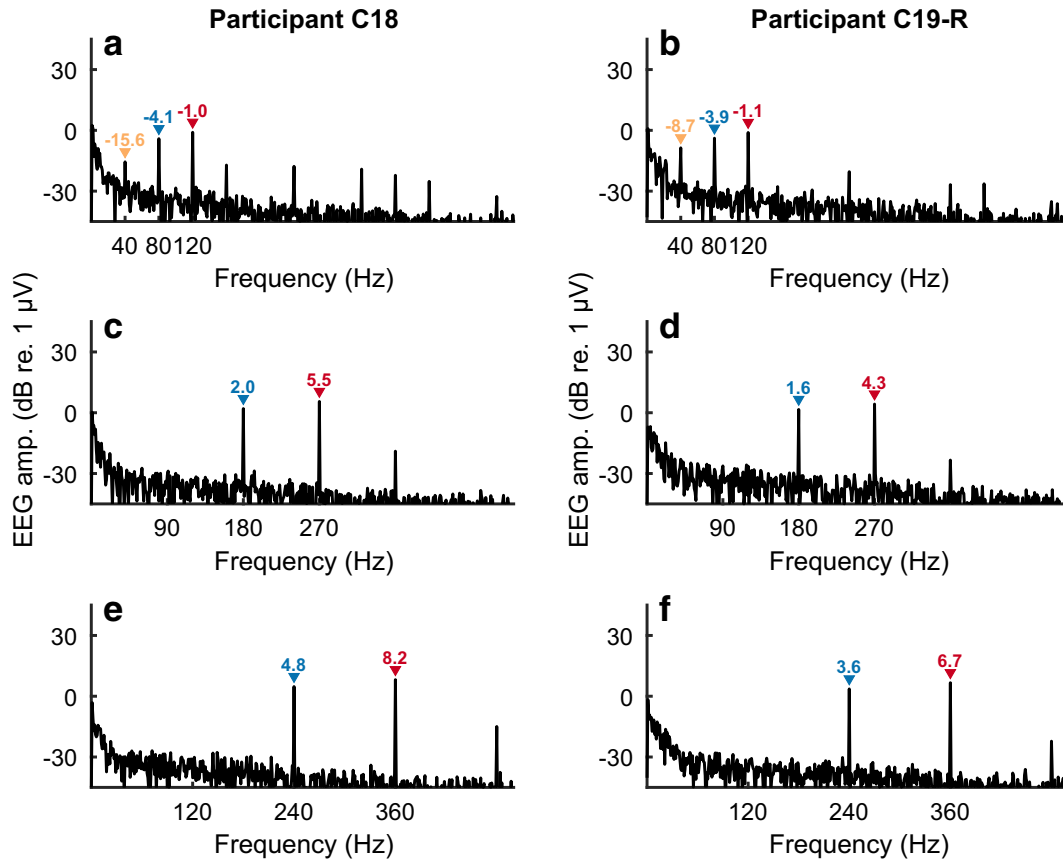 Participant C18
Participant C19-R
a
b
30
0
-30
-15.6
-4.1
-1.0
40 80 120
Frequency (Hz)
30
0
-30
-8.7
-3.9
-1.1
40 80 120
Frequency (Hz)
EEG amp. (dB re. 1 µV)
EEG amp. (dB re. 1 µV)
c
d
30
0
-30
2.0
5.5
90 180 270
Frequency (Hz)
30
0
-30
1.6
4.3
90 180 270
Frequency (Hz)
e
f
30
0
-30
4.8
8.2
120 240 360
Frequency (Hz)
30
0
-30
3.6
6.7
120 240 360
Frequency (Hz)